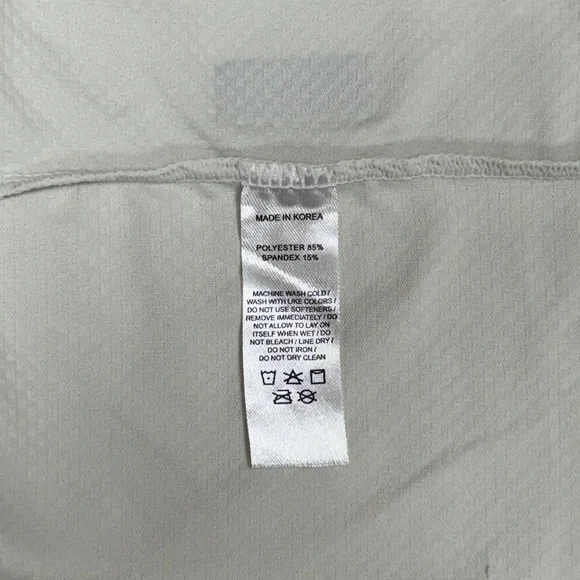 MADE IN KOREA
POLYESTER 85%
SPANDEX 15%
MACHINE WASH COLD /
WASH WITH LIKE COLORS /
DO NOT USE SOFTENERS /
REMOVE IMMEDIATELY / DO
NOT ALLOW TO LAY ON
ITSELF WHEN WET / DO
NOT BLEACH / LINE DRY /
DO NOT IRON /
DO NOT DRY CLEAN